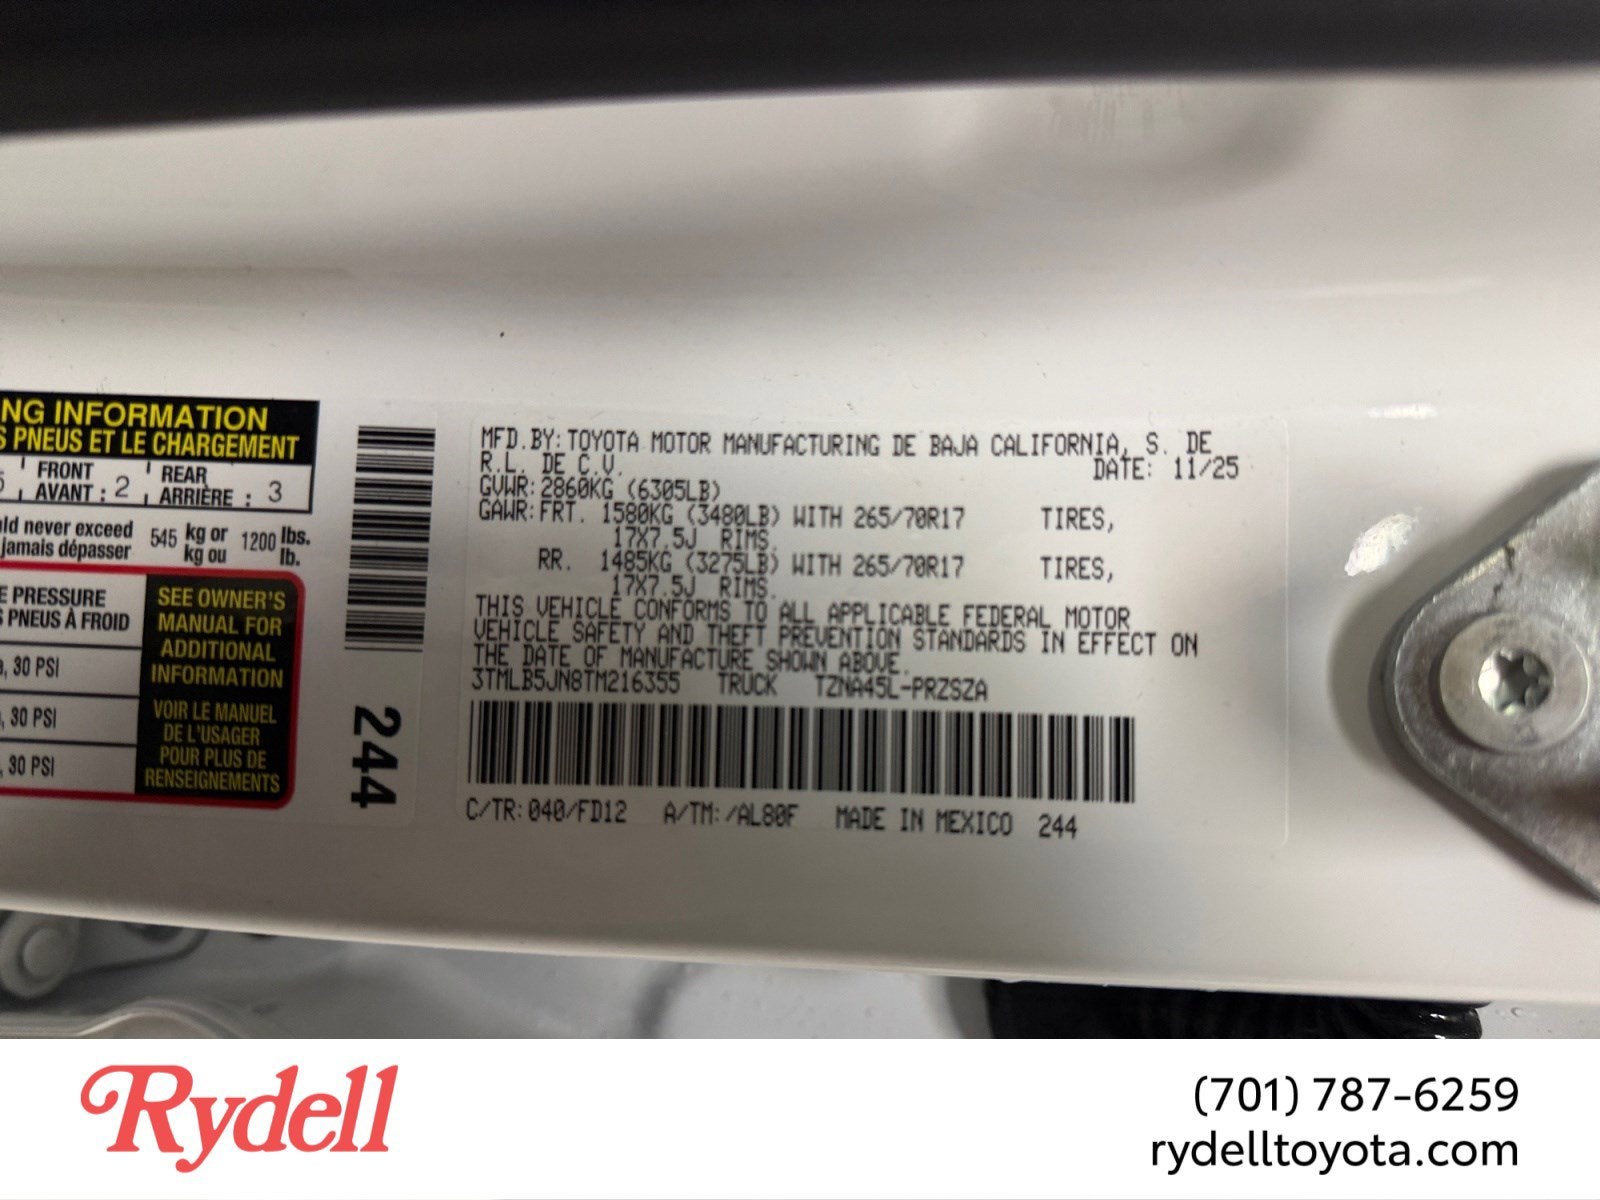 NG INFORMATION
S PNEUS ET LE CHARGEMENT
FRONT
AVANT : 2
REAR
ARRIÈRE : 3
never exceed
jamais dépasser
545 kg or
kg ou
1200 lbs.
lb.
PRESSURE
PNEUS À FROID
30 PSI
30 PSI
30 PSI
SEE OWNER'S
MANUAL FOR
ADDITIONAL
INFORMATION
VOIR LE MANUEL
DE L'USAGER
POUR PLUS DE
RENSEIGNEMENTS
244
MFD.BY: TOYOTA MOTOR MANUFACTURING DE BAJA CALIFORNIA, S. DE
R.L. DE C.V. DATE: 11/25
GVWR: 2860KG (6305LB)
GAWR: FRT. 1580KG (3480LB) WITH 265/70R17 TIRES,
17X7.5J RIMS.
RR. 1485KG (3275LB) WITH 265/70R17 TIRES,
17X7.5J RIMS.
THIS VEHICLE CONFORMS TO ALL APPLICABLE FEDERAL MOTOR
VEHICLE SAFETY AND THEFT PREVENTION STANDARDS IN EFFECT ON
THE DATE OF MANUFACTURE SHOWN ABOVE.
3TMLB5JN8TM216355 TRUCK TZNA45L-PRZSZA
C/TR: 040/FD12 A/TM: /AL80F MADE IN MEXICO 244
Rydell
(701) 787-6259
rydelltoyota.com